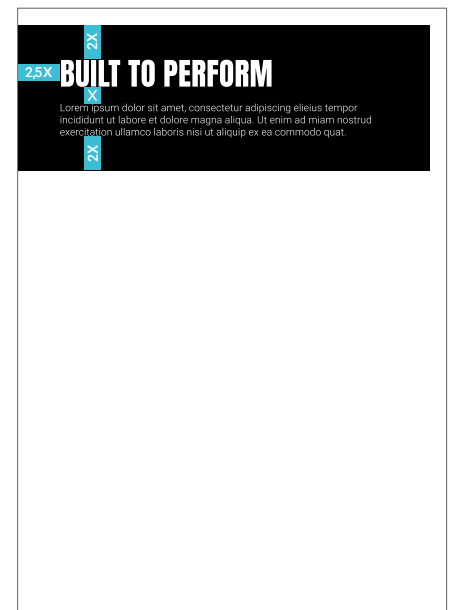 2X
2,5X
BUILT TO PERFORM
X
Lorem ipsum dolor sit amet, consectetur adipiscing elieius tempor
incididunt ut labore et dolore magna aliqua. Ut enim ad miam nostrud
exercitation ullamco laboris nisi ut aliquip ex ea commodo quat.
2X